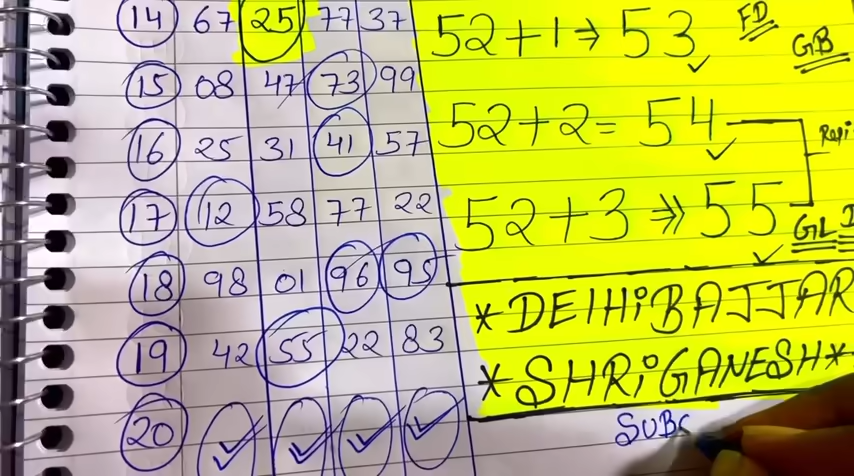 14 67 25 77 37
15 08 47 73 99
16 25 31 41 57
17 12 58 77 22
18 98 01 96 95
19 42 55 22 83
20 ✓ ✓ ✓ ✓
52+1→53 FD GB
52+2=54
Repi
52+3⇒55
GL
*DElHiBAJJAR
*SHRiGANESH*
SUBC